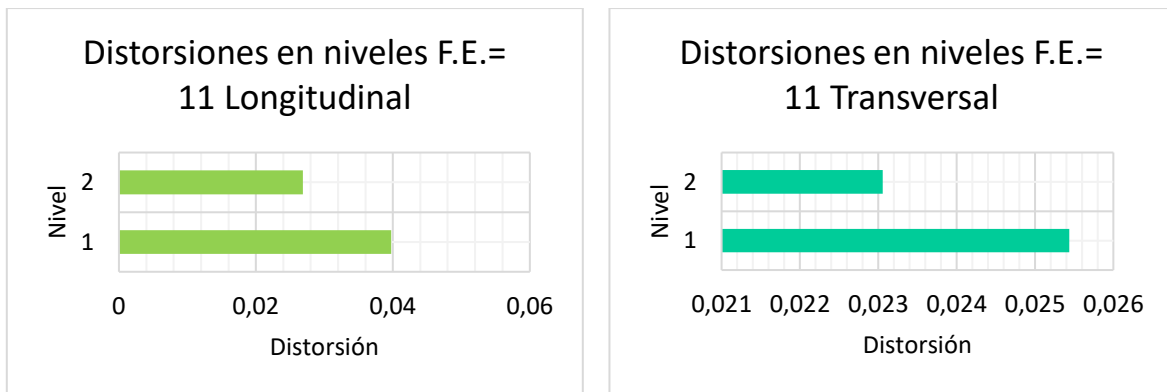 Distorsiones en niveles F.E.=
11 Longitudinal
Nivel
2
1
0 0,02 0,04 0,06
Distorsión
Distorsiones en niveles F.E.=
11 Transversal
Nivel
2
1
0,021 0,022 0,023 0,024 0,025 0,026
Distorsión